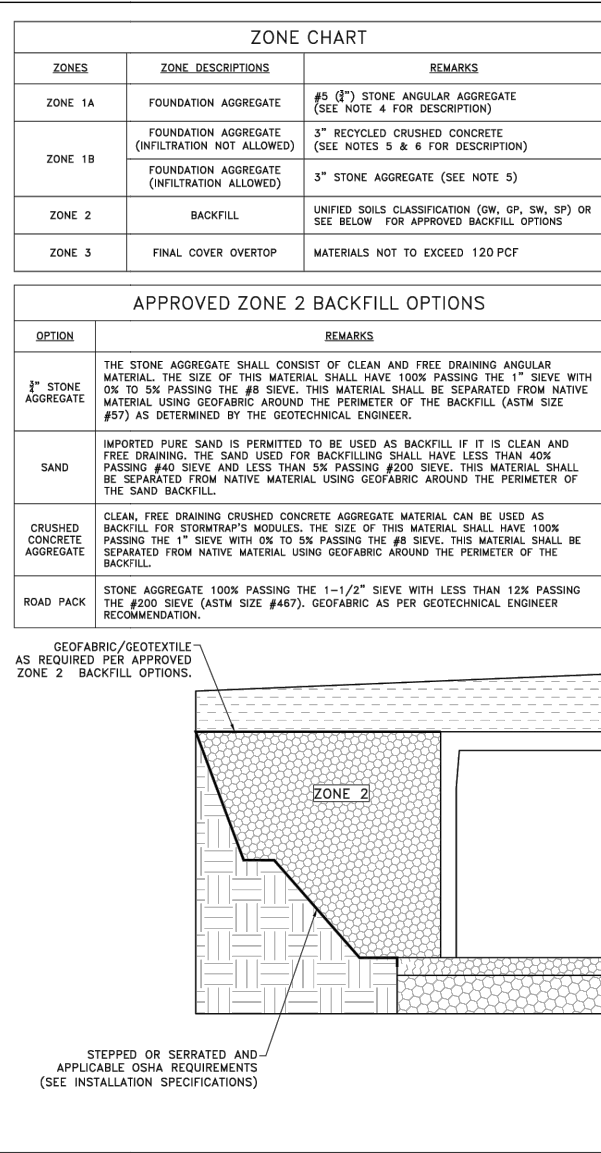 ZONE CHART
ZONES ZONE DESCRIPTIONS REMARKS
ZONE 1A FOUNDATION AGGREGATE #5 (3/4") STONE ANGULAR AGGREGATE
(SEE NOTE 4 FOR DESCRIPTION)
ZONE 1B
FOUNDATION AGGREGATE
(INFILTRATION NOT ALLOWED)
3" RECYCLED CRUSHED CONCRETE
(SEE NOTES 5 & 6 FOR DESCRIPTION)
FOUNDATION AGGREGATE
(INFILTRATION ALLOWED)
3" STONE AGGREGATE (SEE NOTE 5)
ZONE 2 BACKFILL UNIFIED SOILS CLASSIFICATION (GW, GP, SW, SP) OR
SEE BELOW FOR APPROVED BACKFILL OPTIONS
ZONE 3 FINAL COVER OVERTOP MATERIALS NOT TO EXCEED 120 PCF
APPROVED ZONE 2 BACKFILL OPTIONS
OPTION REMARKS
3/4" STONE
AGGREGATE
THE STONE AGGREGATE SHALL CONSIST OF CLEAN AND FREE DRAINING ANGULAR
MATERIAL. THE SIZE OF THIS MATERIAL SHALL HAVE 100% PASSING THE 1" SIEVE WITH
0% TO 5% PASSING THE #8 SIEVE. THIS MATERIAL SHALL BE SEPARATED FROM NATIVE
MATERIAL USING GEOFABRIC AROUND THE PERIMETER OF THE BACKFILL (ASTM SIZE
#57) AS DETERMINED BY THE GEOTECHNICAL ENGINEER.
SAND
IMPORTED PURE SAND IS PERMITTED TO BE USED AS BACKFILL IF IT IS CLEAN AND
FREE DRAINING. THE SAND USED FOR BACKFILLING SHALL HAVE LESS THAN 40%
PASSING #40 SIEVE AND LESS THAN 5% PASSING #200 SIEVE. THIS MATERIAL SHALL
BE SEPARATED FROM NATIVE MATERIAL USING GEOFABRIC AROUND THE PERIMETER OF
THE SAND BACKFILL.
CRUSHED
CONCRETE
AGGREGATE
CLEAN, FREE DRAINING CRUSHED CONCRETE AGGREGATE MATERIAL CAN BE USED AS
BACKFILL FOR STORMTRAP'S MODULES. THE SIZE OF THIS MATERIAL SHALL HAVE 100%
PASSING THE 1" SIEVE WITH 0% TO 5% PASSING THE #8 SIEVE. THIS MATERIAL SHALL BE
SEPARATED FROM NATIVE MATERIAL USING GEOFABRIC AROUND THE PERIMETER OF THE
BACKFILL.
ROAD PACK
STONE AGGREGATE 100% PASSING THE 1-1/2" SIEVE WITH LESS THAN 12% PASSING
THE #200 SIEVE (ASTM SIZE #467). GEOFABRIC AS PER GEOTECHNICAL ENGINEER
RECOMMENDATION.
GEOFABRIC/GEOTEXTILE
AS REQUIRED PER APPROVED
ZONE 2 BACKFILL OPTIONS.
ZONE 2
STEPPED OR SERRATED AND
APPLICABLE OSHA REQUIREMENTS
(SEE INSTALLATION SPECIFICATIONS)